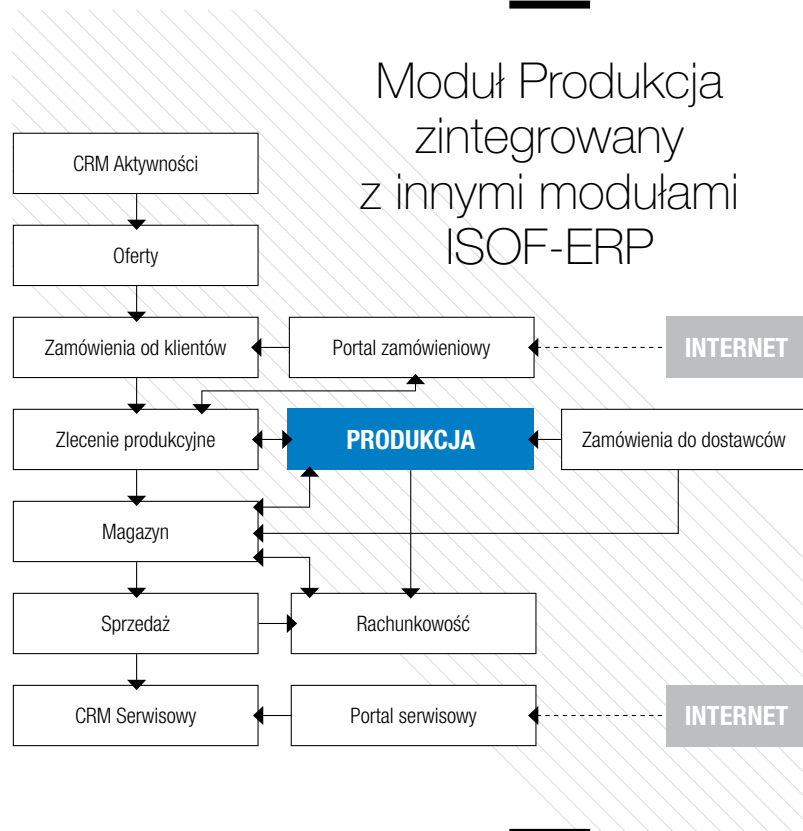 Moduł Produkcja
zintegrowany
z innymi modułami
ISOF-ERP
CRM Aktywności
Oferty
Zamówienia od klientów
Portal zamówieniowy
INTERNET
Zlecenie produkcyjne
PRODUKCJA
Zamówienia do dostawców
Magazyn
Sprzedaż
Rachunkowość
CRM Serwisowy
Portal serwisowy
INTERNET